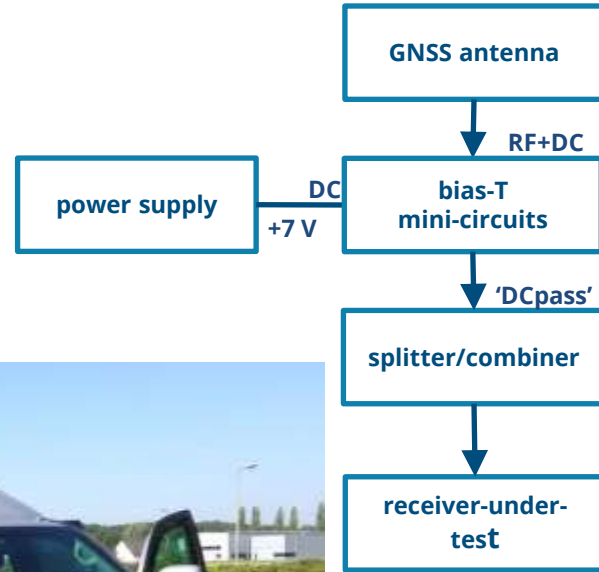 GNSS antenna
RF+DC
power supply
DC
+7 V
bias-T
mini-circuits
‘DCpass’
splitter/combiner
receiver-under-
test